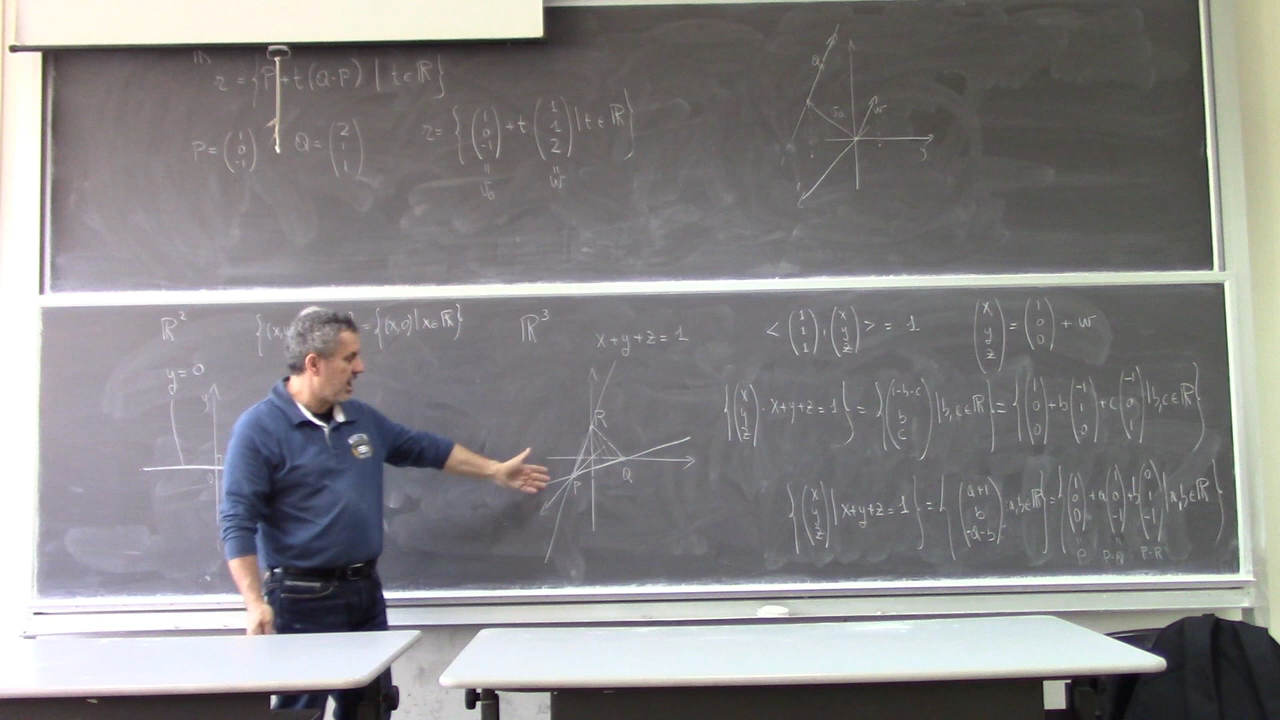 ℝ
r = {P + t(Q-P) | t ∈ ℝ}
P = (1 0 -1) Q = (2 1 1) r = {(1 0 -1) + t (1 1 2) | t ∈ ℝ}
ℝ² = {(x,0) | x ∈ ℝ}
y = 0
ℝ³
x+y+z=1
R
P
Q
< (1 1 1), (x y z) > = 1
(x y z) = (1 0 0) + w
{(x y z) · x+y+z=1} = {(1-b-c b c) | b,c ∈ ℝ} = {(1 0 0) + b (-1 1 0) + c (-1 0 1) | b,c ∈ ℝ}
{(x y z) | x+y+z=1} = {(a+1 b -a-b) | a,b ∈ ℝ} = {(1 0 0) + a (1 0 -1) + b (0 1 -1) | a,b ∈ ℝ}